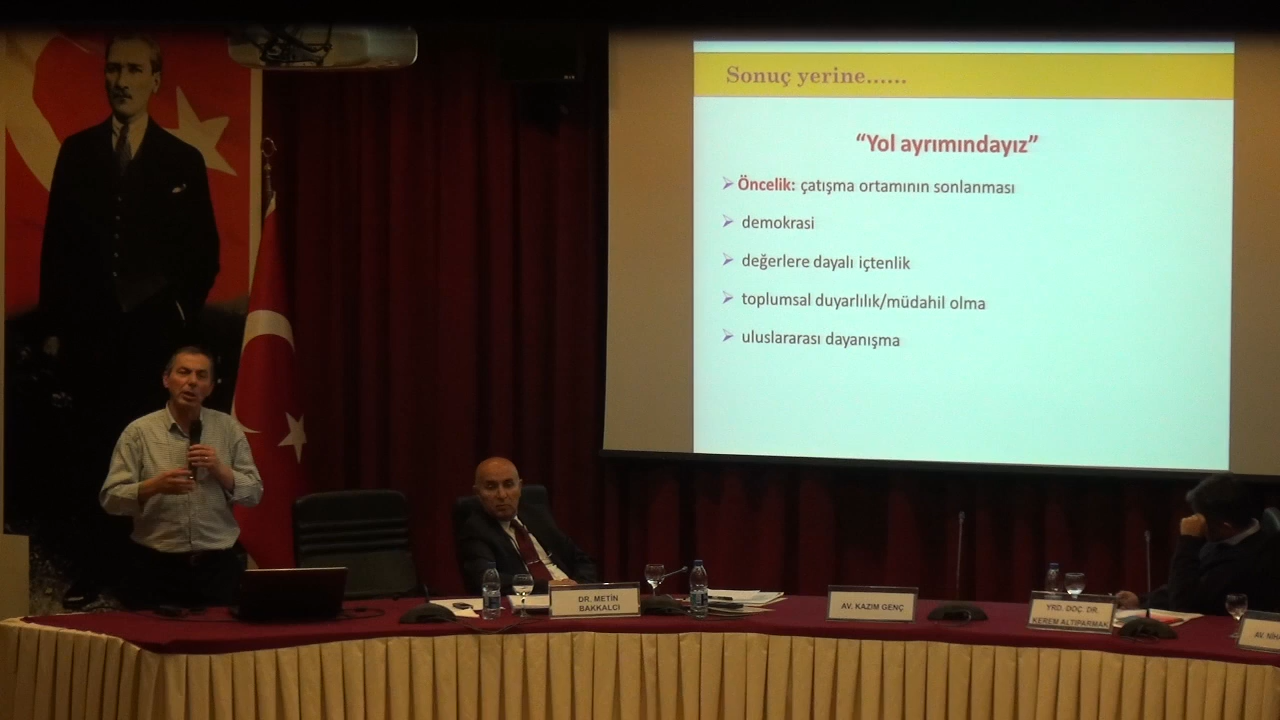 Sonuç yerine......
“Yol ayrımındayız”
Öncelik: çatışma ortamının sonlanması
demokrasi
değerlere dayalı içtenlik
toplumsal duyarlılık/müdahil olma
uluslararası dayanışma
DR. METİN
BAKKALCI
AV. KAZIM GENÇ
YRD. DOÇ. DR.
KEREM ALTIPARMAK
AV.